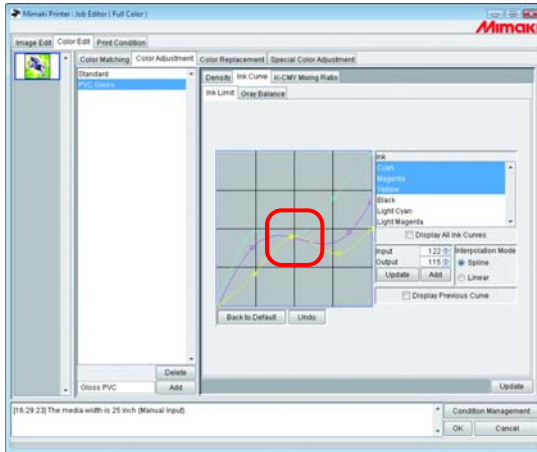 Mimaki Printer : Job Editor ( Full Color )
Mimaki
Image Edit Color Edit Print Condition
Color Matching Color Adjustment Color Replacement Special Color Adjustment
Standard
PVC Gloss
Density Ink Curve K-CMY Mixing Ratio
Ink Limit Gray Balance
Ink
Cyan
Magenta
Yellow
Black
Light Cyan
Light Magenta
Display All Ink Curves
Input 122 Interpolation Mode
Output 115 Spline
Update Add Linear
Display Previous Curve
Back to Default Undo
Delete
Gloss PVC Add
Update
[16:29:23] The media width is 25 inch (Manual Input).
Condition Management
OK Cancel